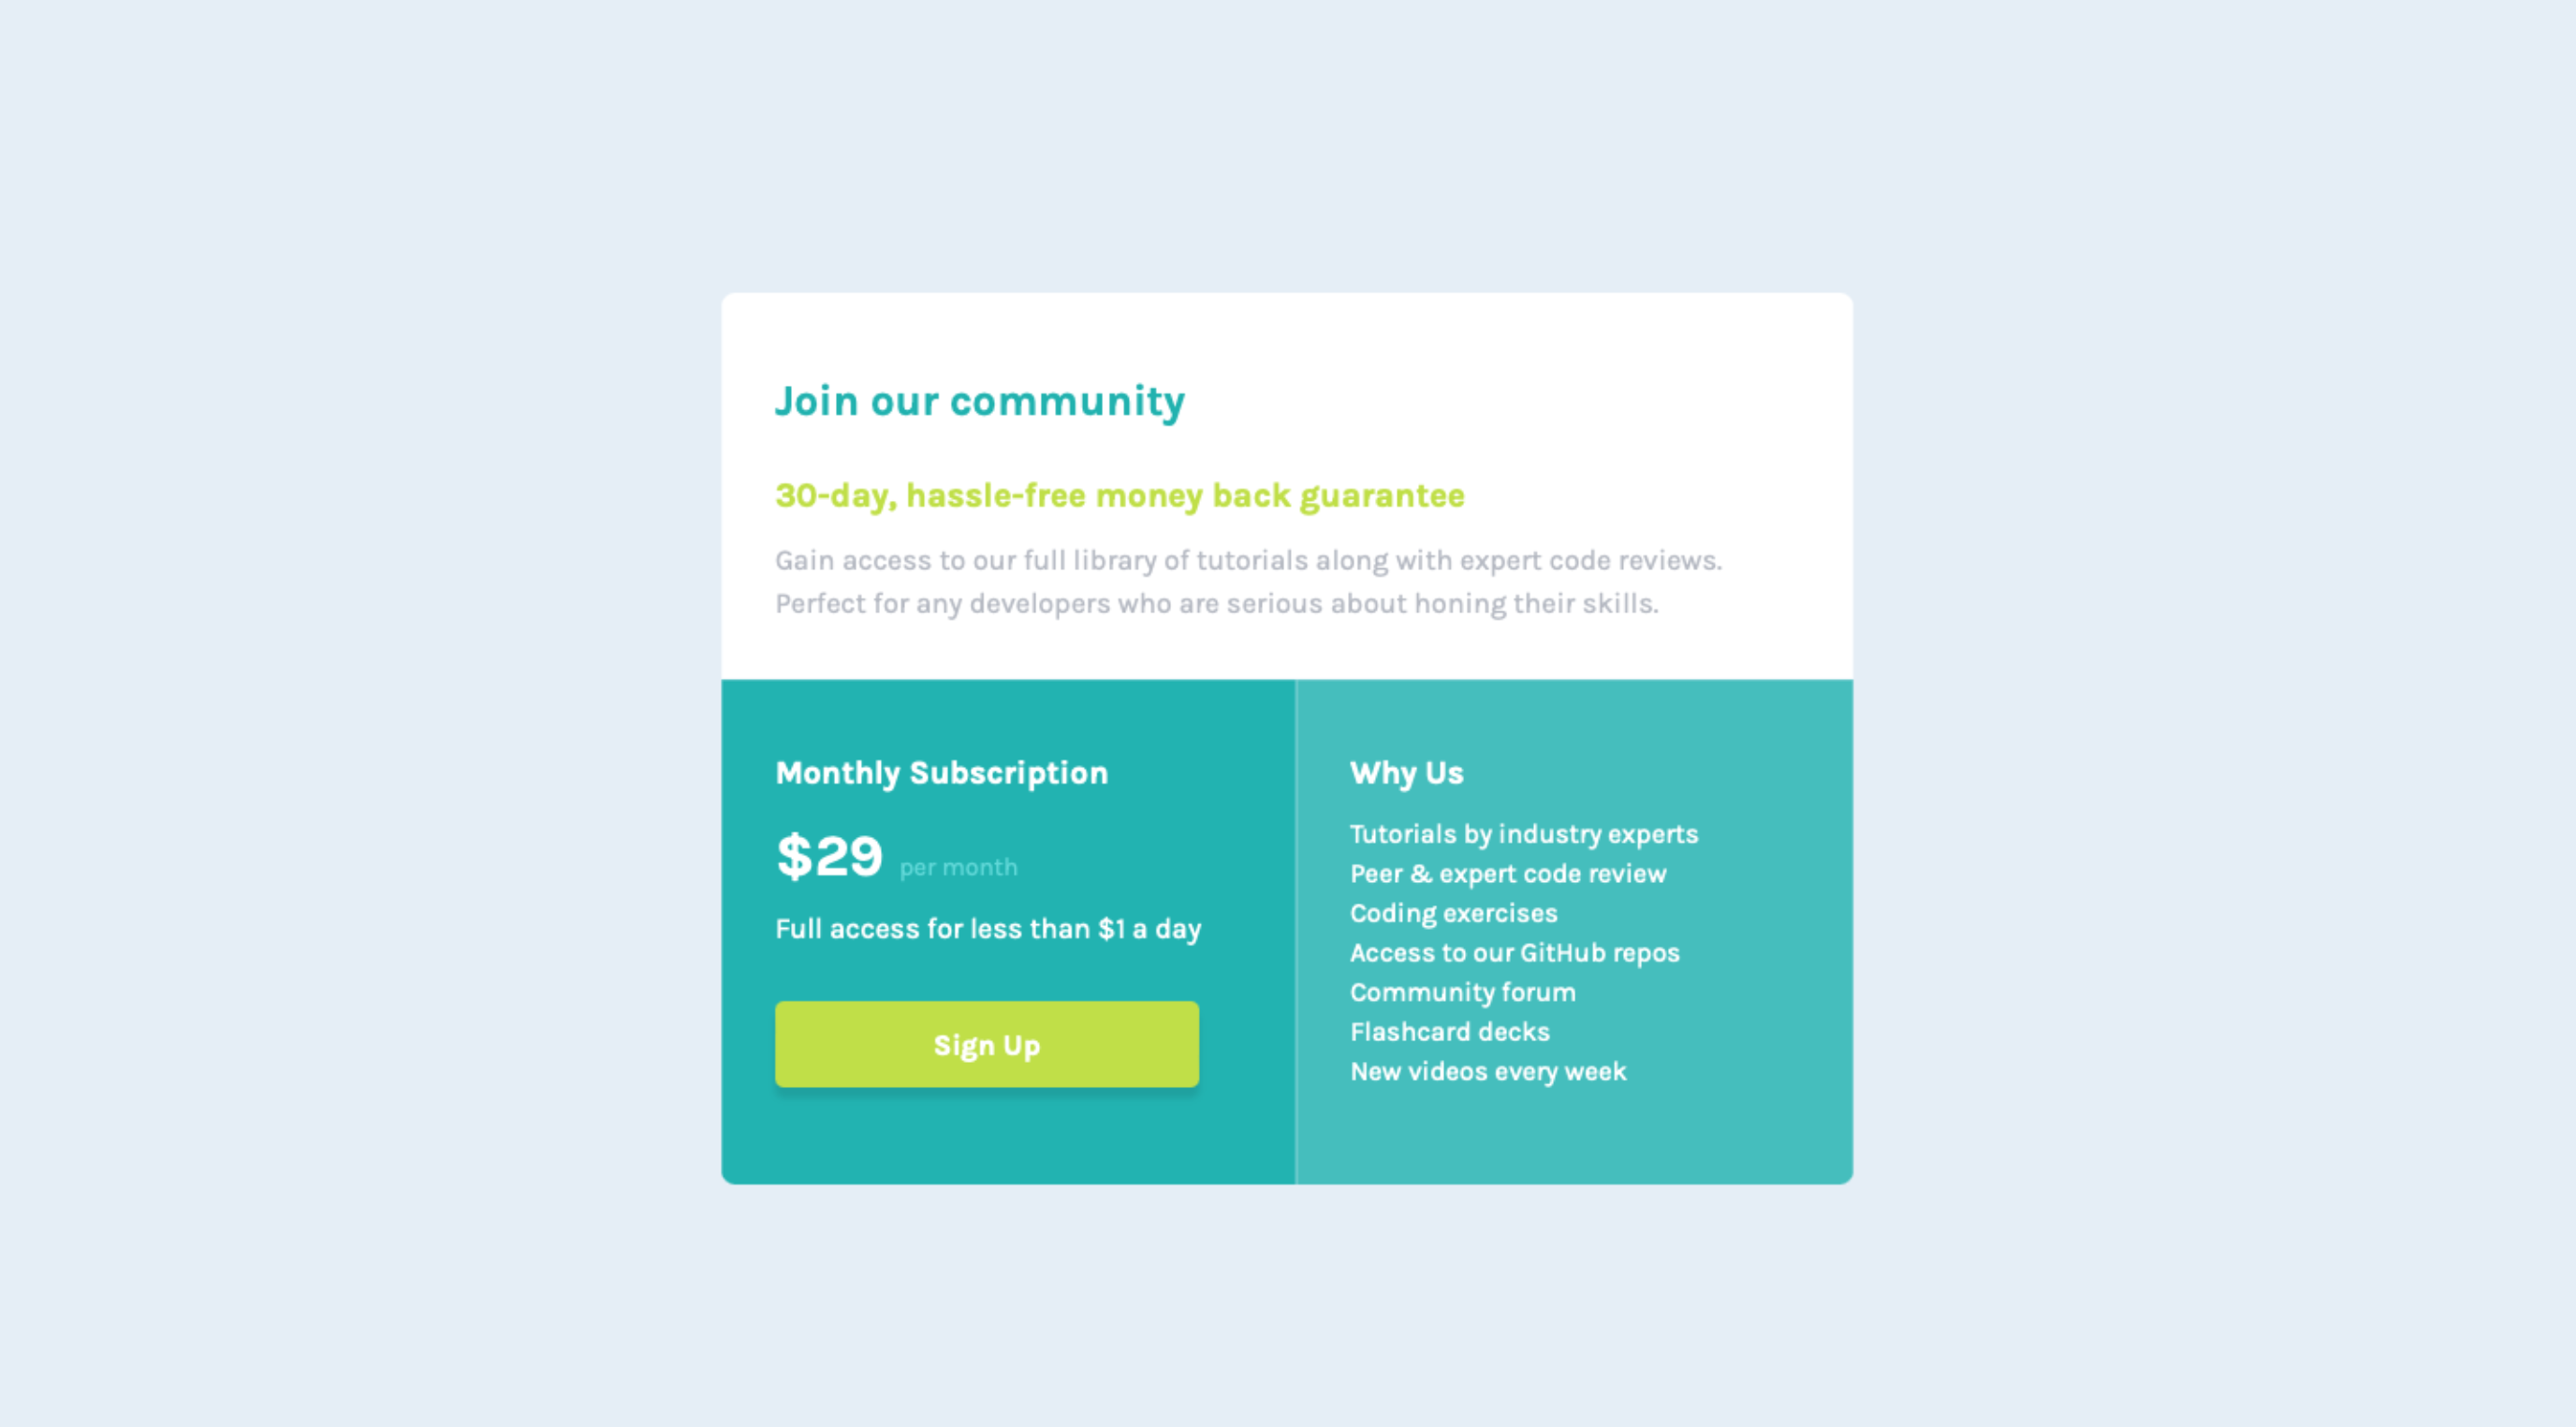 Join our community
30-day, hassle-free money back guarantee
Gain access to our full library of tutorials along with expert code reviews.
Perfect for any developers who are serious about honing their skills.
Monthly Subscription
$29 per month
Full access for less than $1 a day
Sign Up
Why Us
Tutorials by industry experts
Peer & expert code review
Coding exercises
Access to our GitHub repos
Community forum
Flashcard decks
New videos every week